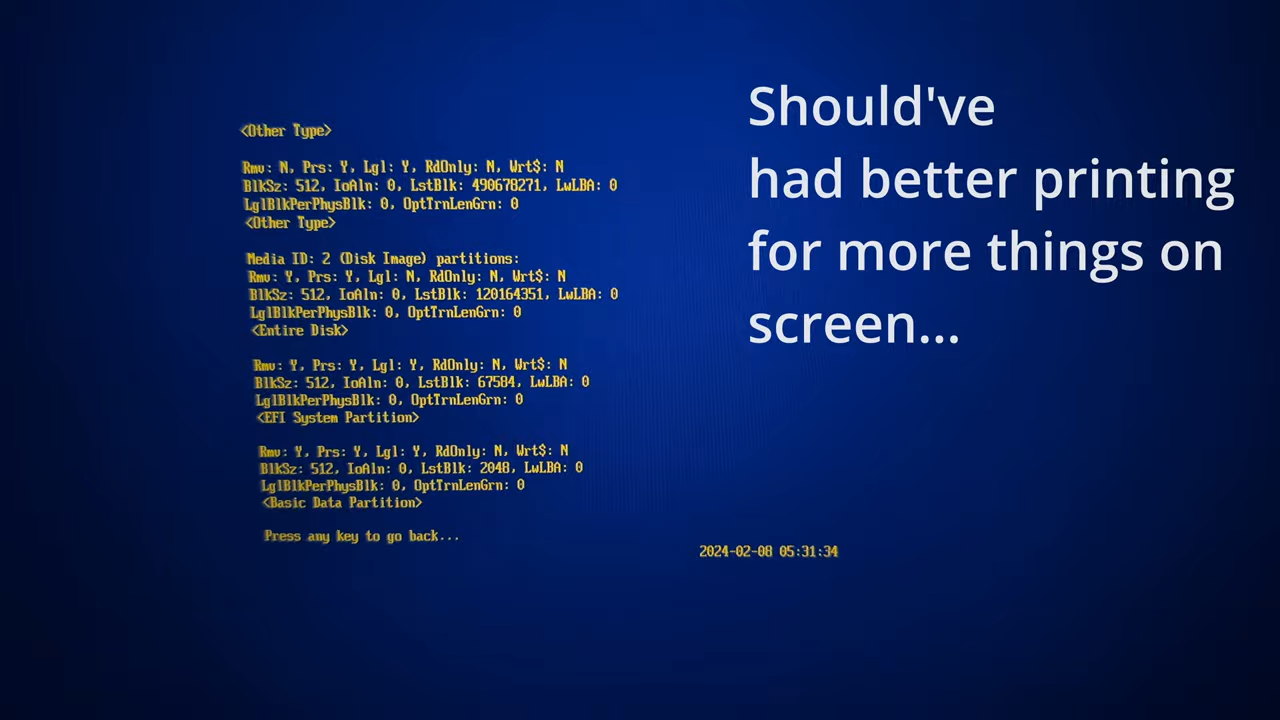 <Other Type>
Rmv: N, Prs: Y, Lgl: Y, RdOnly: N, Wrt$: N
BlkSz: 512, IoAln: 0, LstBlk: 490678271, LwLBA: 0
LglBlkPerPhysBlk: 0, OptTrnLenGrn: 0
<Other Type>
Media ID: 2 (Disk Image) partitions:
Rmv: Y, Prs: Y, Lgl: N, RdOnly: N, Wrt$: N
BlkSz: 512, IoAln: 0, LstBlk: 120164351, LwLBA: 0
LglBlkPerPhysBlk: 0, OptTrnLenGrn: 0
<Entire Disk>
Rmv: Y, Prs: Y, Lgl: Y, RdOnly: N, Wrt$: N
BlkSz: 512, IoAln: 0, LstBlk: 67584, LwLBA: 0
LglBlkPerPhysBlk: 0, OptTrnLenGrn: 0
<EFI System Partition>
Rmv: Y, Prs: Y, Lgl: Y, RdOnly: N, Wrt$: N
BlkSz: 512, IoAln: 0, LstBlk: 2048, LwLBA: 0
LglBlkPerPhysBlk: 0, OptTrnLenGrn: 0
<Basic Data Partition>
Press any key to go back...
2024-02-08 05:31:34
Should've
had better printing
for more things on
screen...